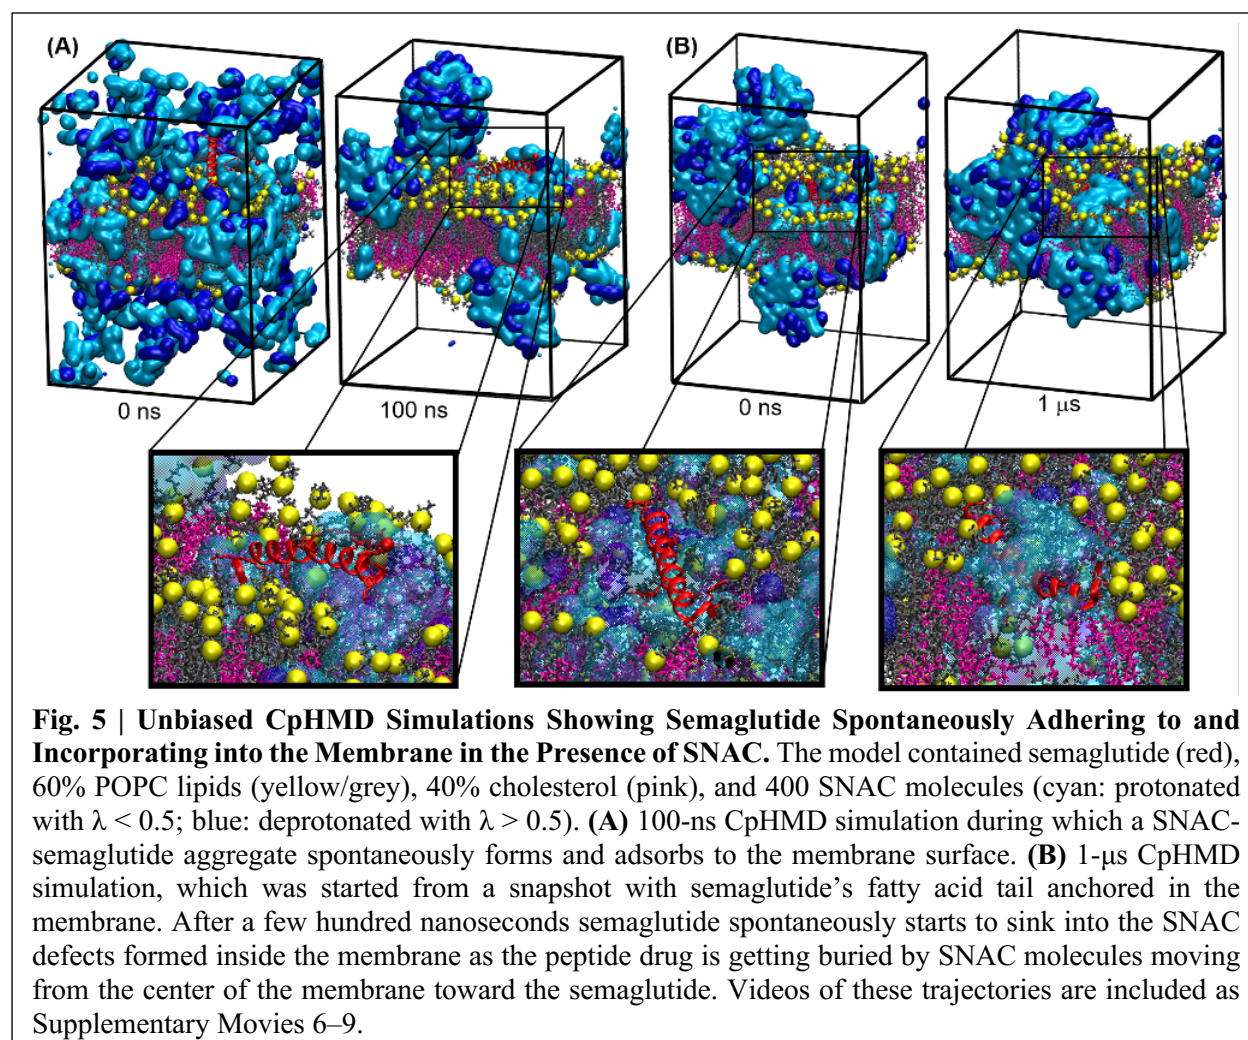 (A)
(B)
0 ns
100 ns
0 ns
1 μs
Fig. 5 | Unbiased CpHMD Simulations Showing Semaglutide Spontaneously Adhering to and
Incorporating into the Membrane in the Presence of SNAC. The model contained semaglutide (red),
60% POPC lipids (yellow/grey), 40% cholesterol (pink), and 400 SNAC molecules (cyan: protonated
with λ < 0.5; blue: deprotonated with λ > 0.5). (A) 100-ns CpHMD simulation during which a SNAC-
semaglutide aggregate spontaneously forms and adsorbs to the membrane surface. (B) 1-μs CpHMD
simulation, which was started from a snapshot with semaglutide’s fatty acid tail anchored in the
membrane. After a few hundred nanoseconds semaglutide spontaneously starts to sink into the SNAC
defects formed inside the membrane as the peptide drug is getting buried by SNAC molecules moving
from the center of the membrane toward the semaglutide. Videos of these trajectories are included as
Supplementary Movies 6–9.